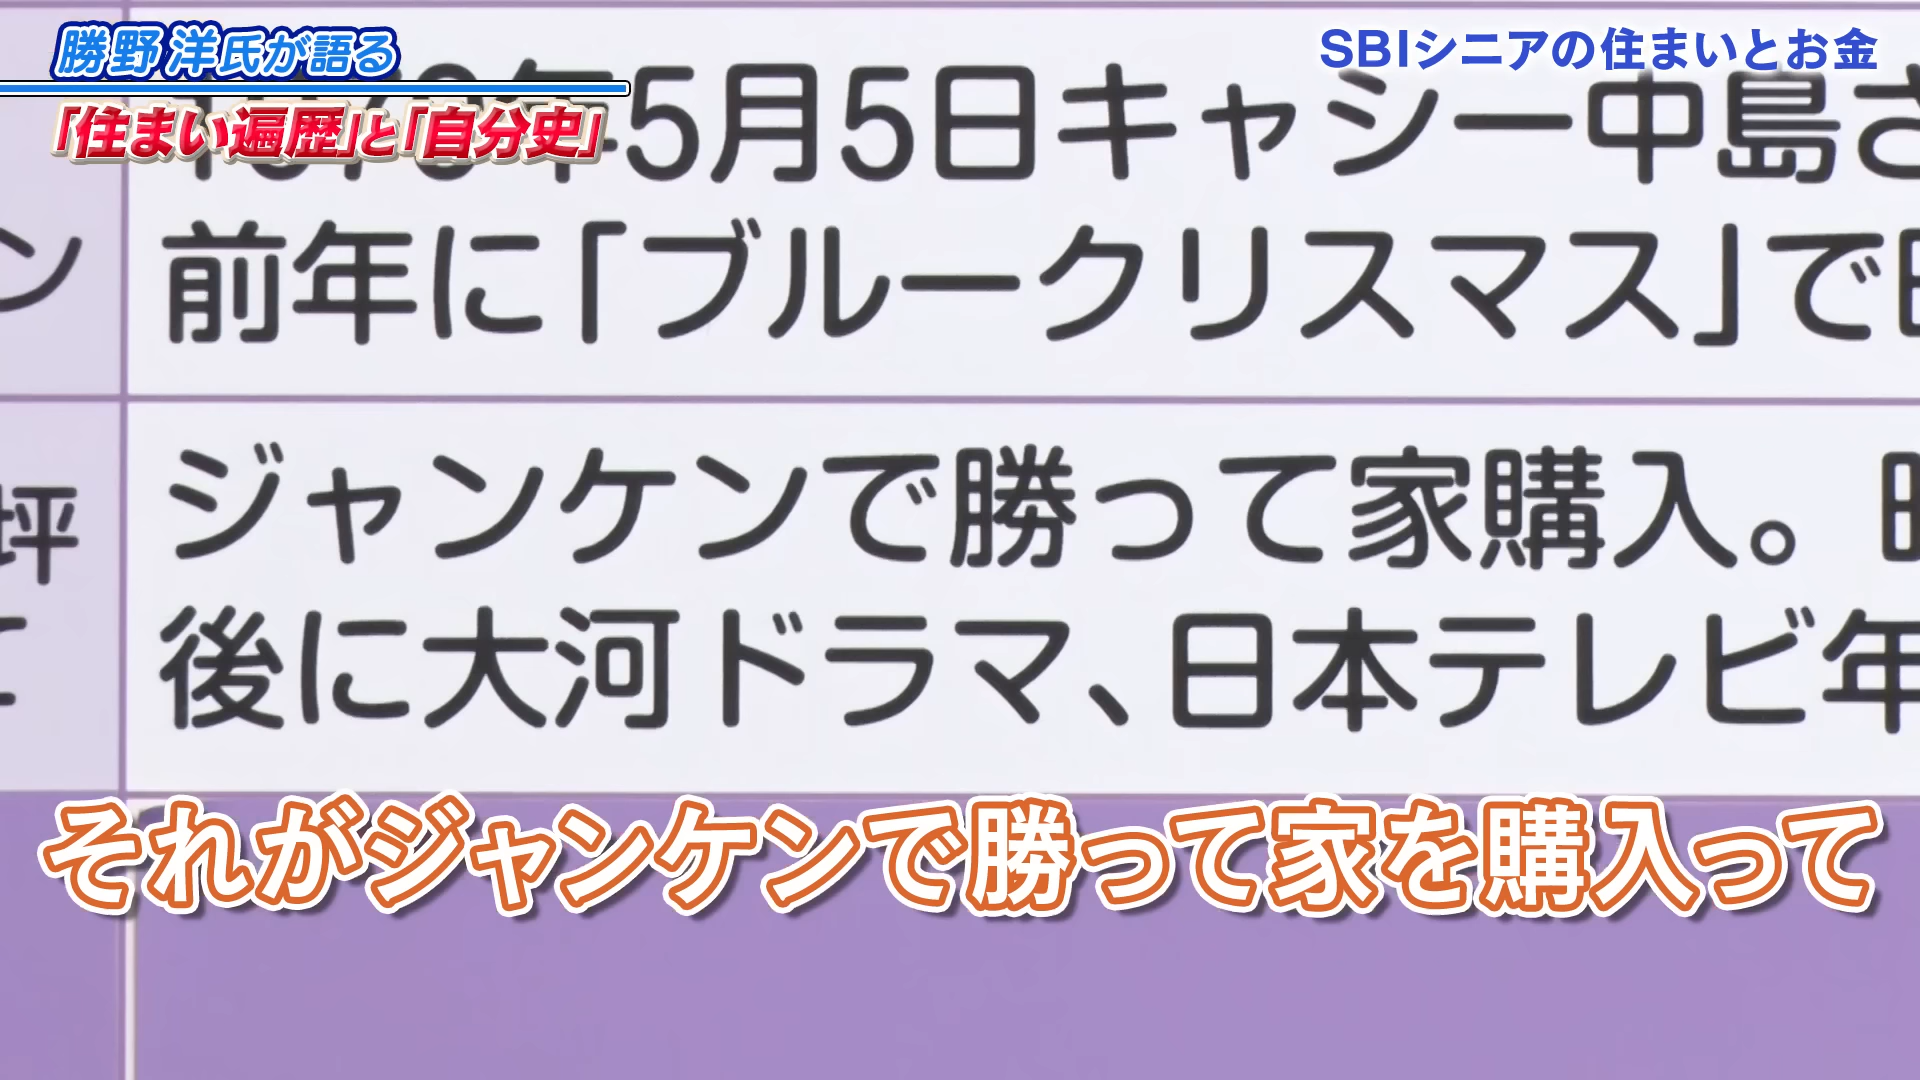 勝野 洋氏が語る
「住まい遍歴」と「自分史」
SBIシニアの住まいとお金
年5月5日キャシー中島さ
ン
前年に「ブルークリスマス」で
坪
ジャンケンで勝って家購入。
後に大河ドラマ、日本テレビ年
それがジャンケンで勝って家を購入って